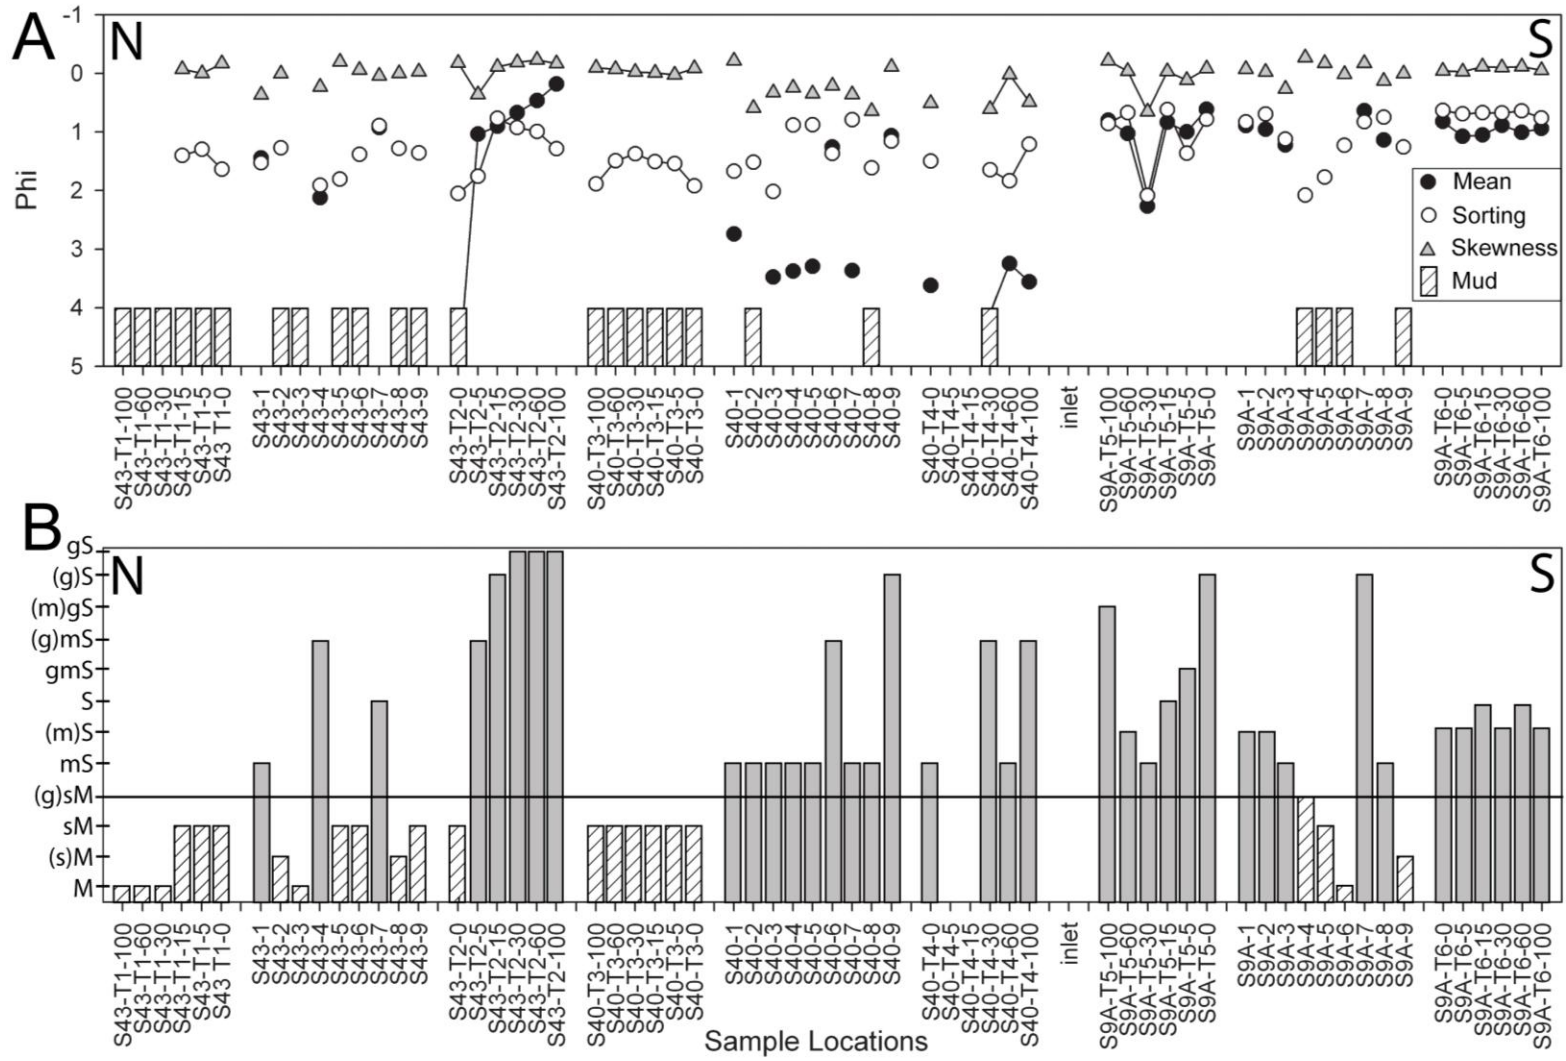 A
N
S
-1
0
1
2
3
4
5
Phi
Mean
Sorting
Skewness
Mud
S43-T1-100
S43-T1-60
S43-T1-30
S43-T1-15
S43-T1-5
S43 T1-0
S43-1
S43-2
S43-3
S43-4
S43-5
S43-6
S43-7
S43-8
S43-9
S43-T2-0
S43-T2-5
S43-T2-15
S43-T2-30
S43-T2-60
S43-T2-100
S40-T3-100
S40-T3-60
S40-T3-30
S40-T3-15
S40-T3-5
S40-T3-0
S40-1
S40-2
S40-3
S40-4
S40-5
S40-6
S40-7
S40-8
S40-9
S40-T4-0
S40-T4-5
S40-T4-15
S40-T4-30
S40-T4-60
S40-T4-100
inlet
S9A-T5-100
S9A-T5-60
S9A-T5-30
S9A-T5-15
S9A-T5-5
S9A-T5-0
S9A-1
S9A-2
S9A-3
S9A-4
S9A-5
S9A-6
S9A-7
S9A-8
S9A-9
S9A-T6-0
S9A-T6-5
S9A-T6-15
S9A-T6-30
S9A-T6-60
S9A-T6-100
B
N
S
gS
(g)S
(m)gS
(g)mS
gmS
S
(m)S
mS
(g)sM
sM
(s)M
M
S43-T1-100
S43-T1-60
S43-T1-30
S43-T1-15
S43-T1-5
S43 T1-0
S43-1
S43-2
S43-3
S43-4
S43-5
S43-6
S43-7
S43-8
S43-9
S43-T2-0
S43-T2-5
S43-T2-15
S43-T2-30
S43-T2-60
S43-T2-100
S40-T3-100
S40-T3-60
S40-T3-30
S40-T3-15
S40-T3-5
S40-T3-0
S40-1
S40-2
S40-3
S40-4
S40-5
S40-6
S40-7
S40-8
S40-9
S40-T4-0
S40-T4-5
S40-T4-15
S40-T4-30
S40-T4-60
S40-T4-100
inlet
S9A-T5-100
S9A-T5-60
S9A-T5-30
S9A-T5-15
S9A-T5-5
S9A-T5-0
S9A-1
S9A-2
S9A-3
S9A-4
S9A-5
S9A-6
S9A-7
S9A-8
S9A-9
S9A-T6-0
S9A-T6-5
S9A-T6-15
S9A-T6-30
S9A-T6-60
S9A-T6-100
Sample Locations